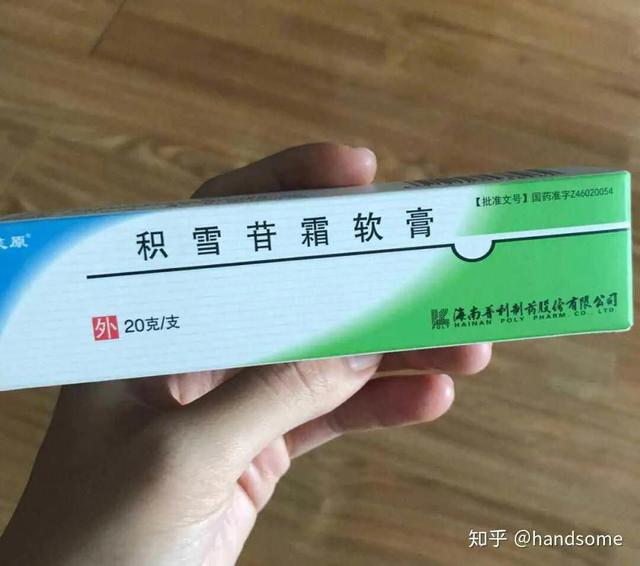 【批准文号】国药准字Z46020054
积雪苷霜软膏
外 20克/支
POLY 海南普利制药股份有限公司
HAINAN POLY PHARM. CO., LTD.
知乎 @handsome